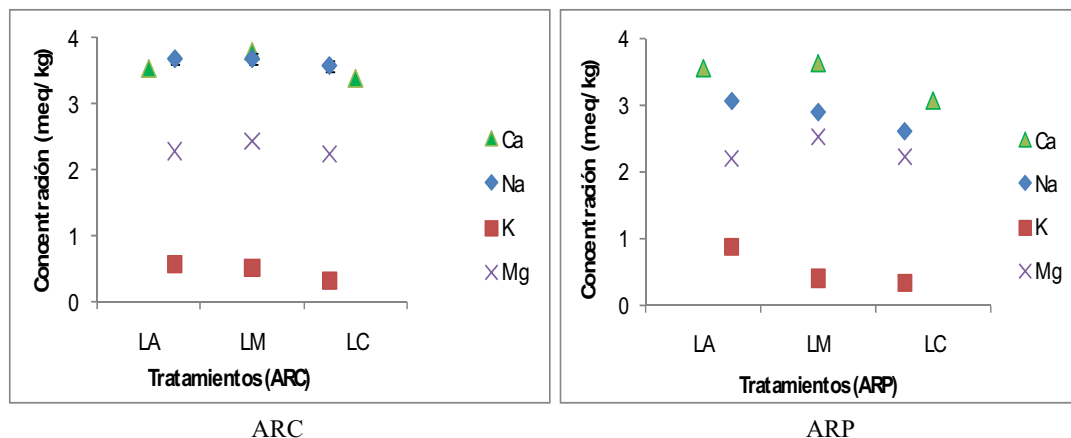 Concentración (meq/kg)
4
3
2
1
0
LA LM LC
Tratamientos (ARC)
Ca
Na
K
Mg
ARC
Concentración (meq/kg)
4
3
2
1
0
LA LM LC
Tratamientos (ARP)
Ca
Na
K
Mg
ARP